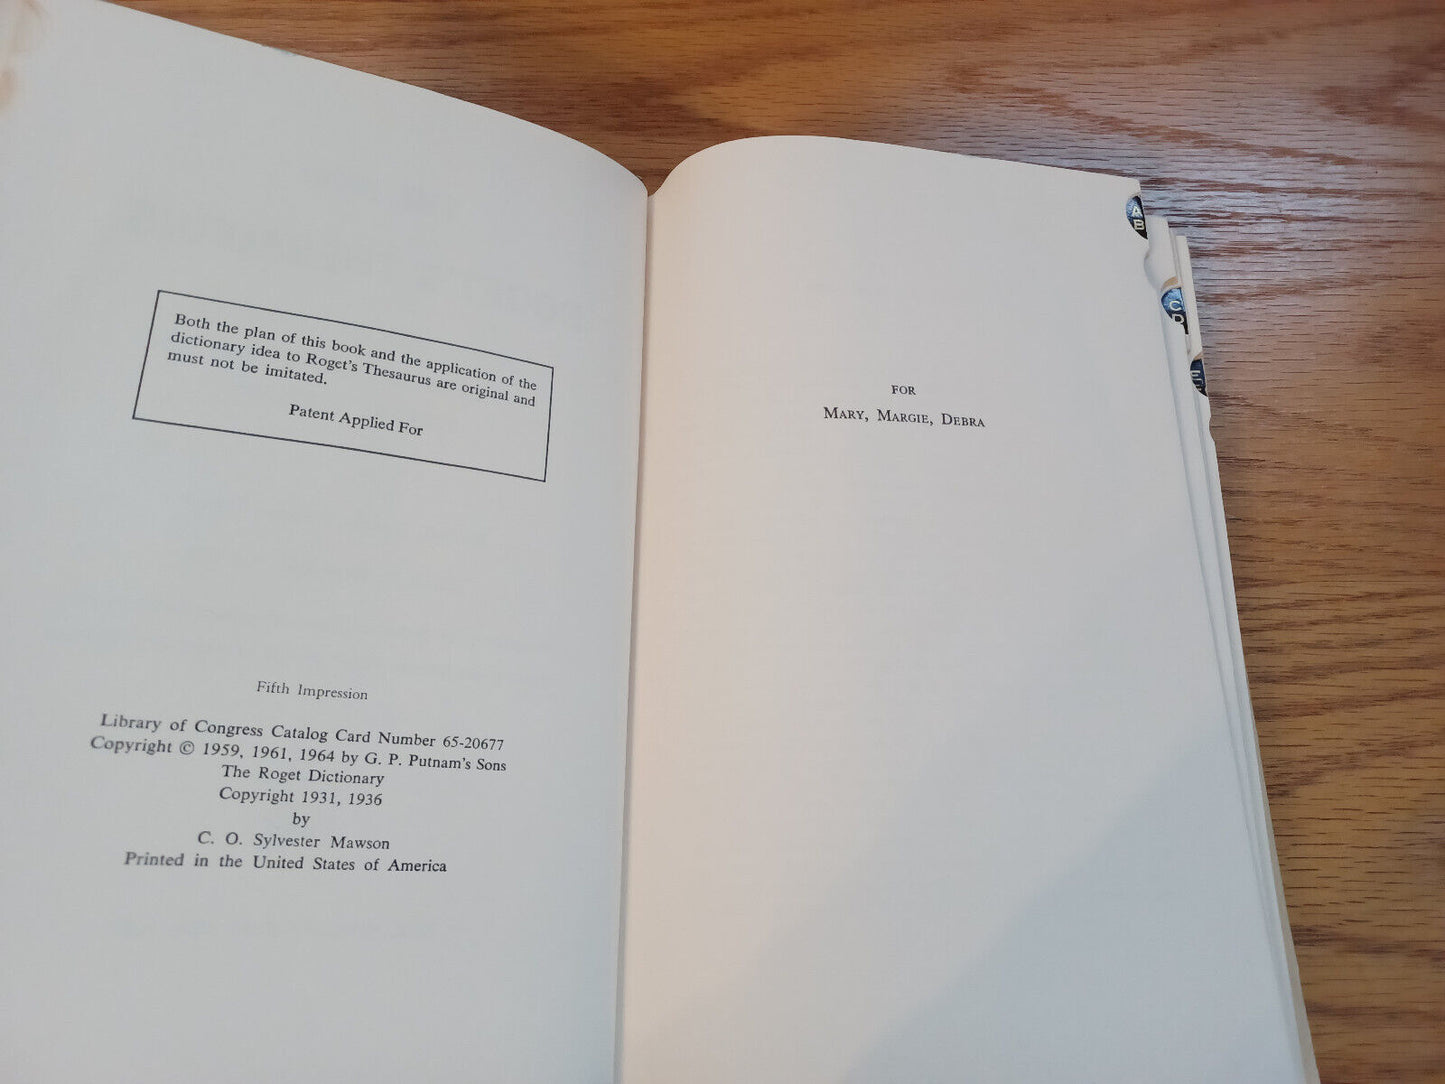 Both the plan of this book and the application of the
dictionary idea to Roget's Thesaurus are original and
must not be imitated.
Patent Applied For
Fifth Impression
Library of Congress Catalog Card Number 65-20677
Copyright © 1959, 1961, 1964 by G. P. Putnam's Sons
The Roget Dictionary
Copyright 1931, 1936
by
C. O. Sylvester Mawson
Printed in the United States of America
FOR
MARY, MARGIE, DEBRA
A
B
C
D